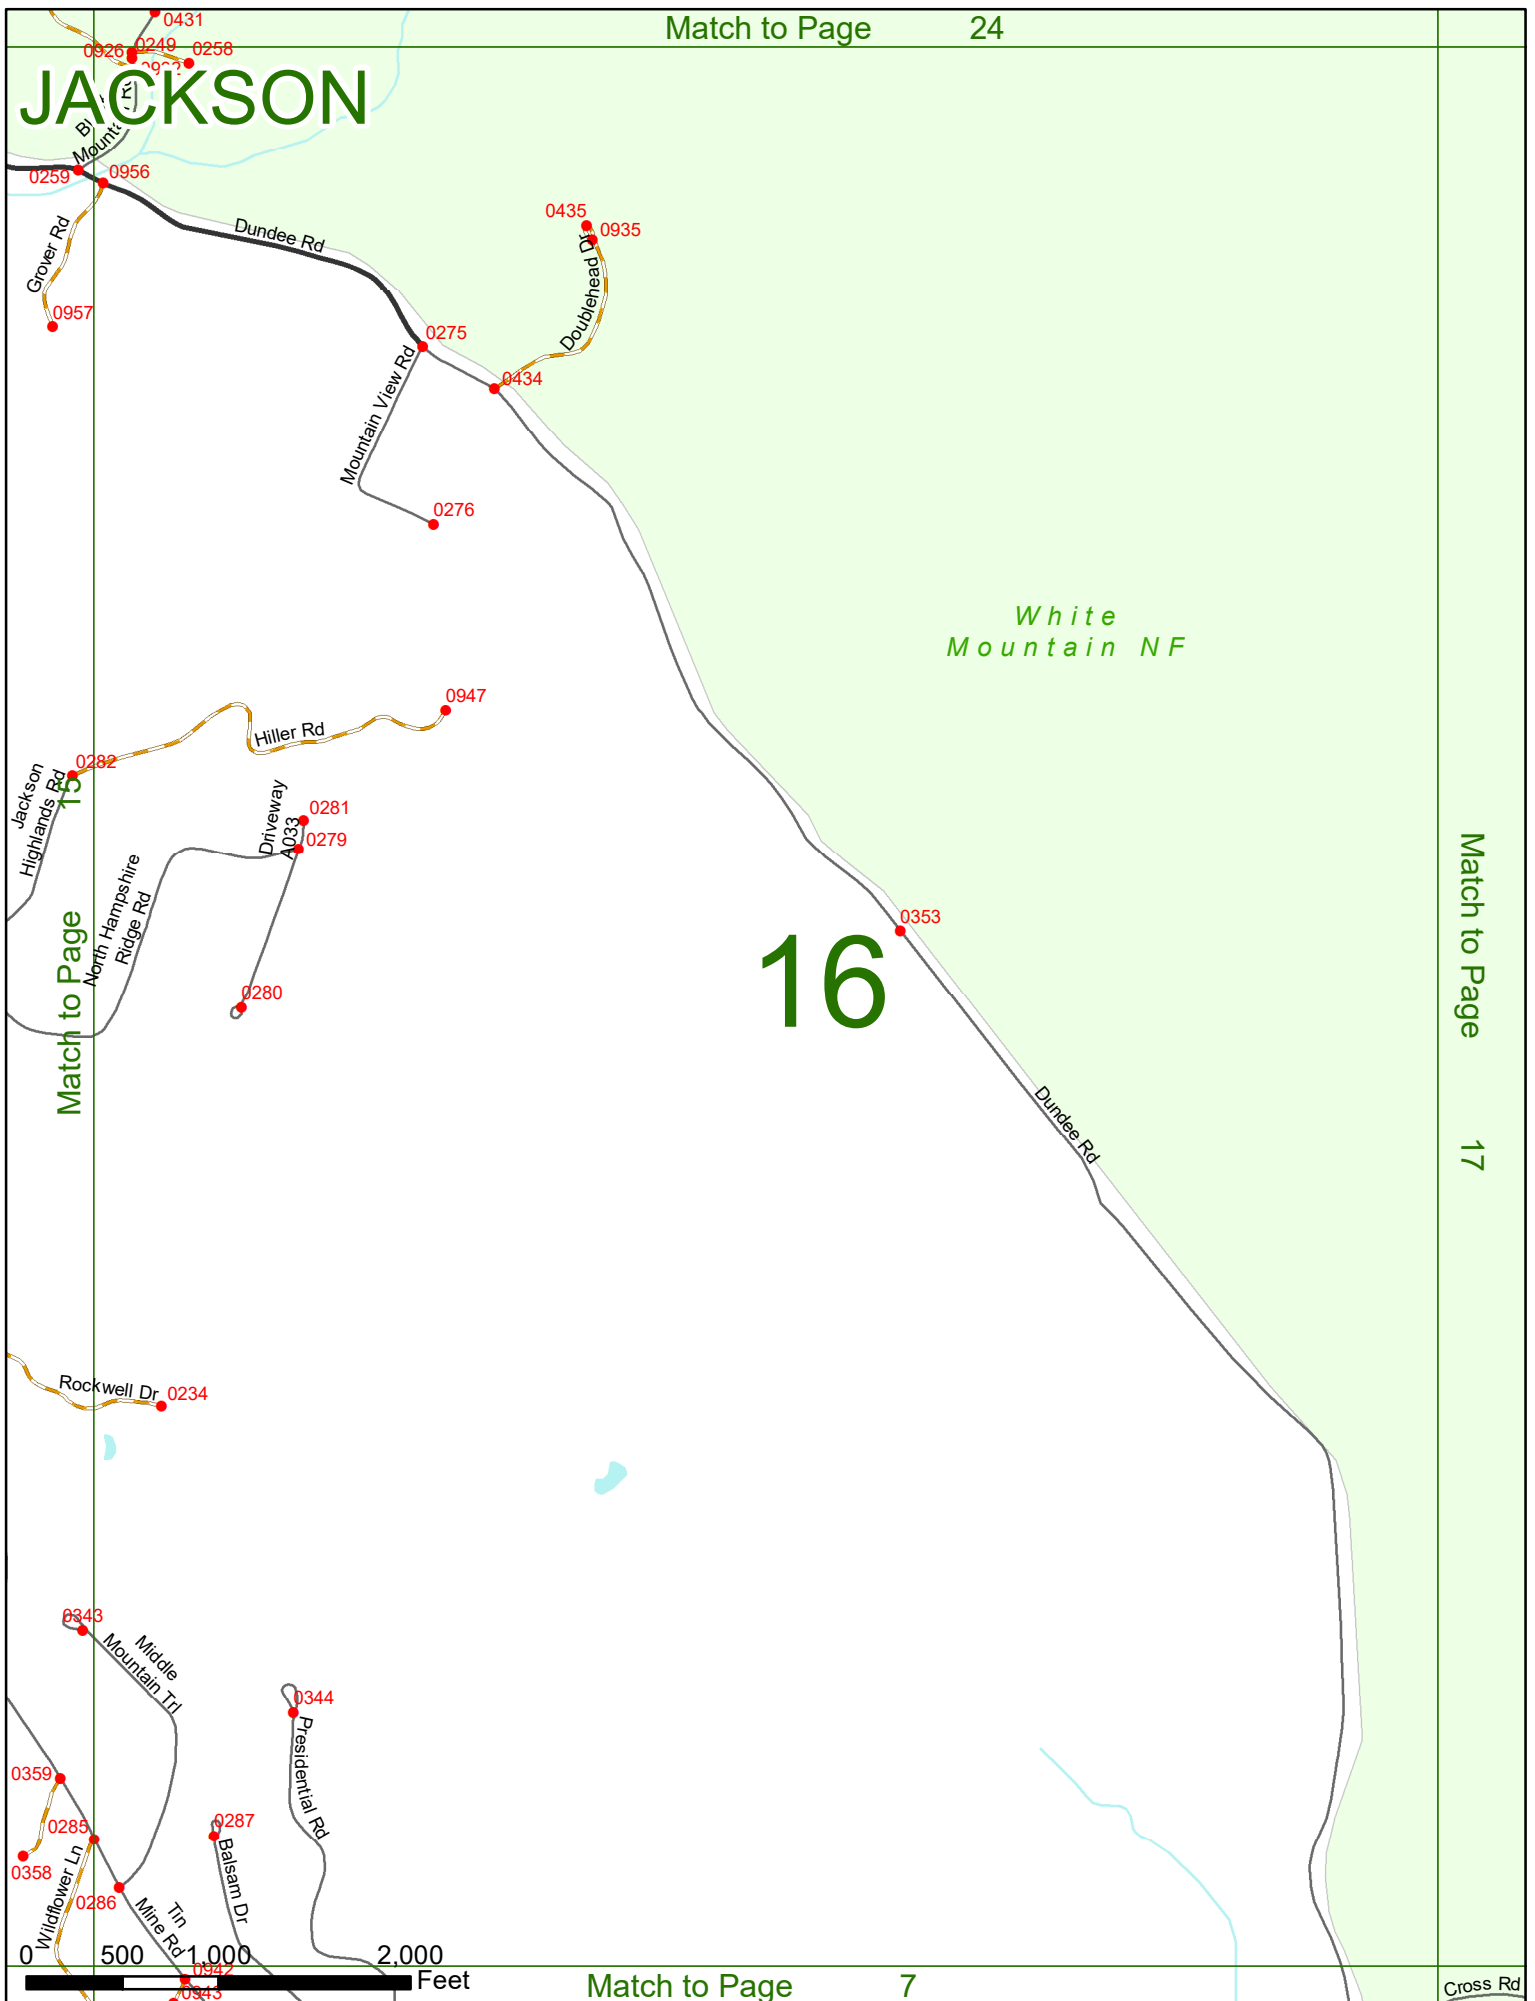 Match to Page 24
0431
0926
0249
0258
JACKSON
Mounta
0259
0956
Grover Rd
Dundee Rd
0957
0435
0935
Doublehead Dr
0275
0434
Mountain View Rd
0276
White
Mountain NF
0947
Hiller Rd
0282
Jackson
Highlands Rd
Match to Page 15
Driveway
A033
0281
0279
North Hampshire
Ridge Rd
0280
16
0353
Dundee Rd
Match to Page 17
Rockwell Dr
0234
0343
Middle
Mountain Trl
0344
Presidential Rd
0359
0285
0287
0358
0286
Wildflower Ln
Balsam Dr
Tin
Mine Rd
0942
0943
0 500 1,000 2,000
Feet
Match to Page 7
Cross Rd